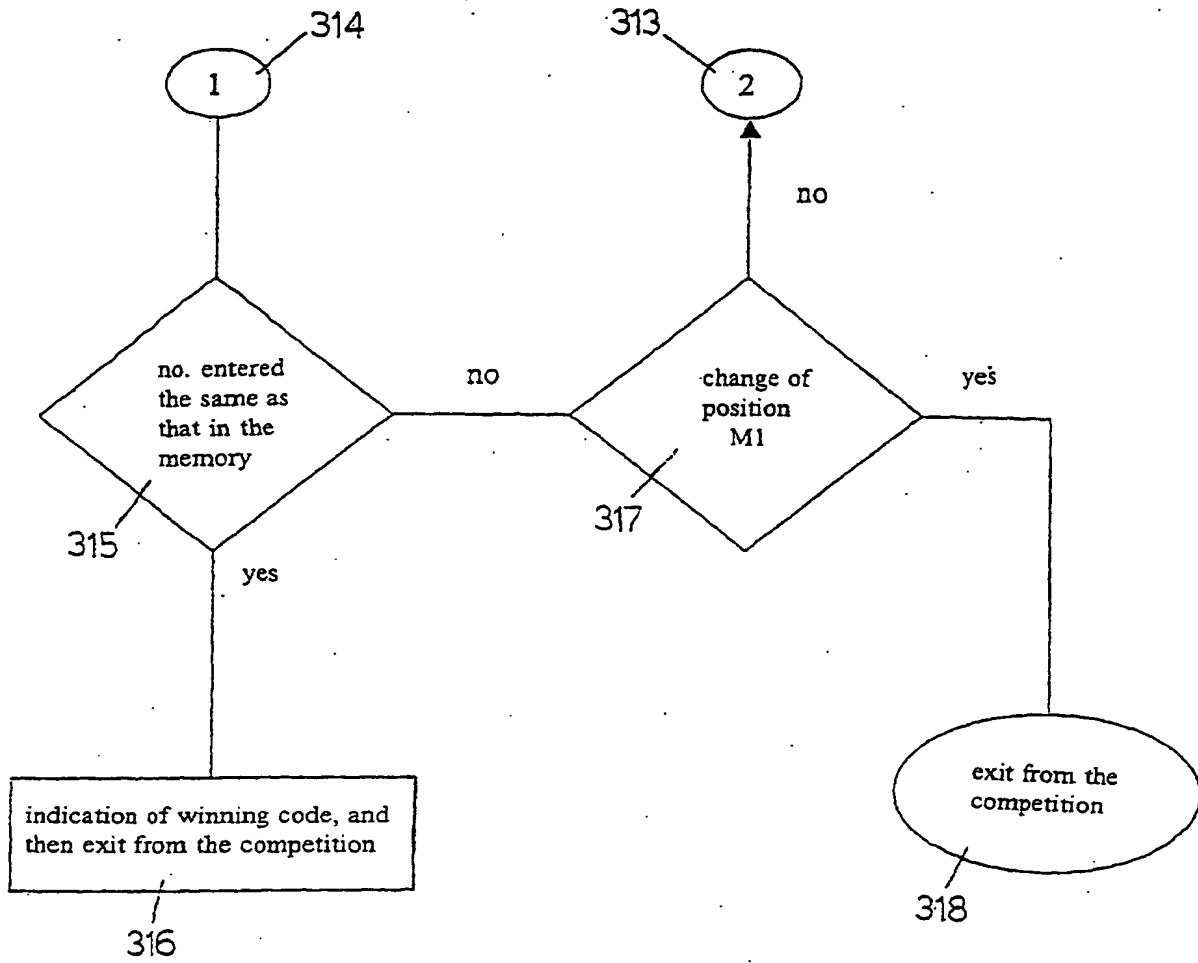 314
313
1
2
no
no. entered
the same as
that in the
memory
no
change of
position
M1
yes
315
317
yes
indication of winning code, and
then exit from the competition
exit from the
competition
316
318